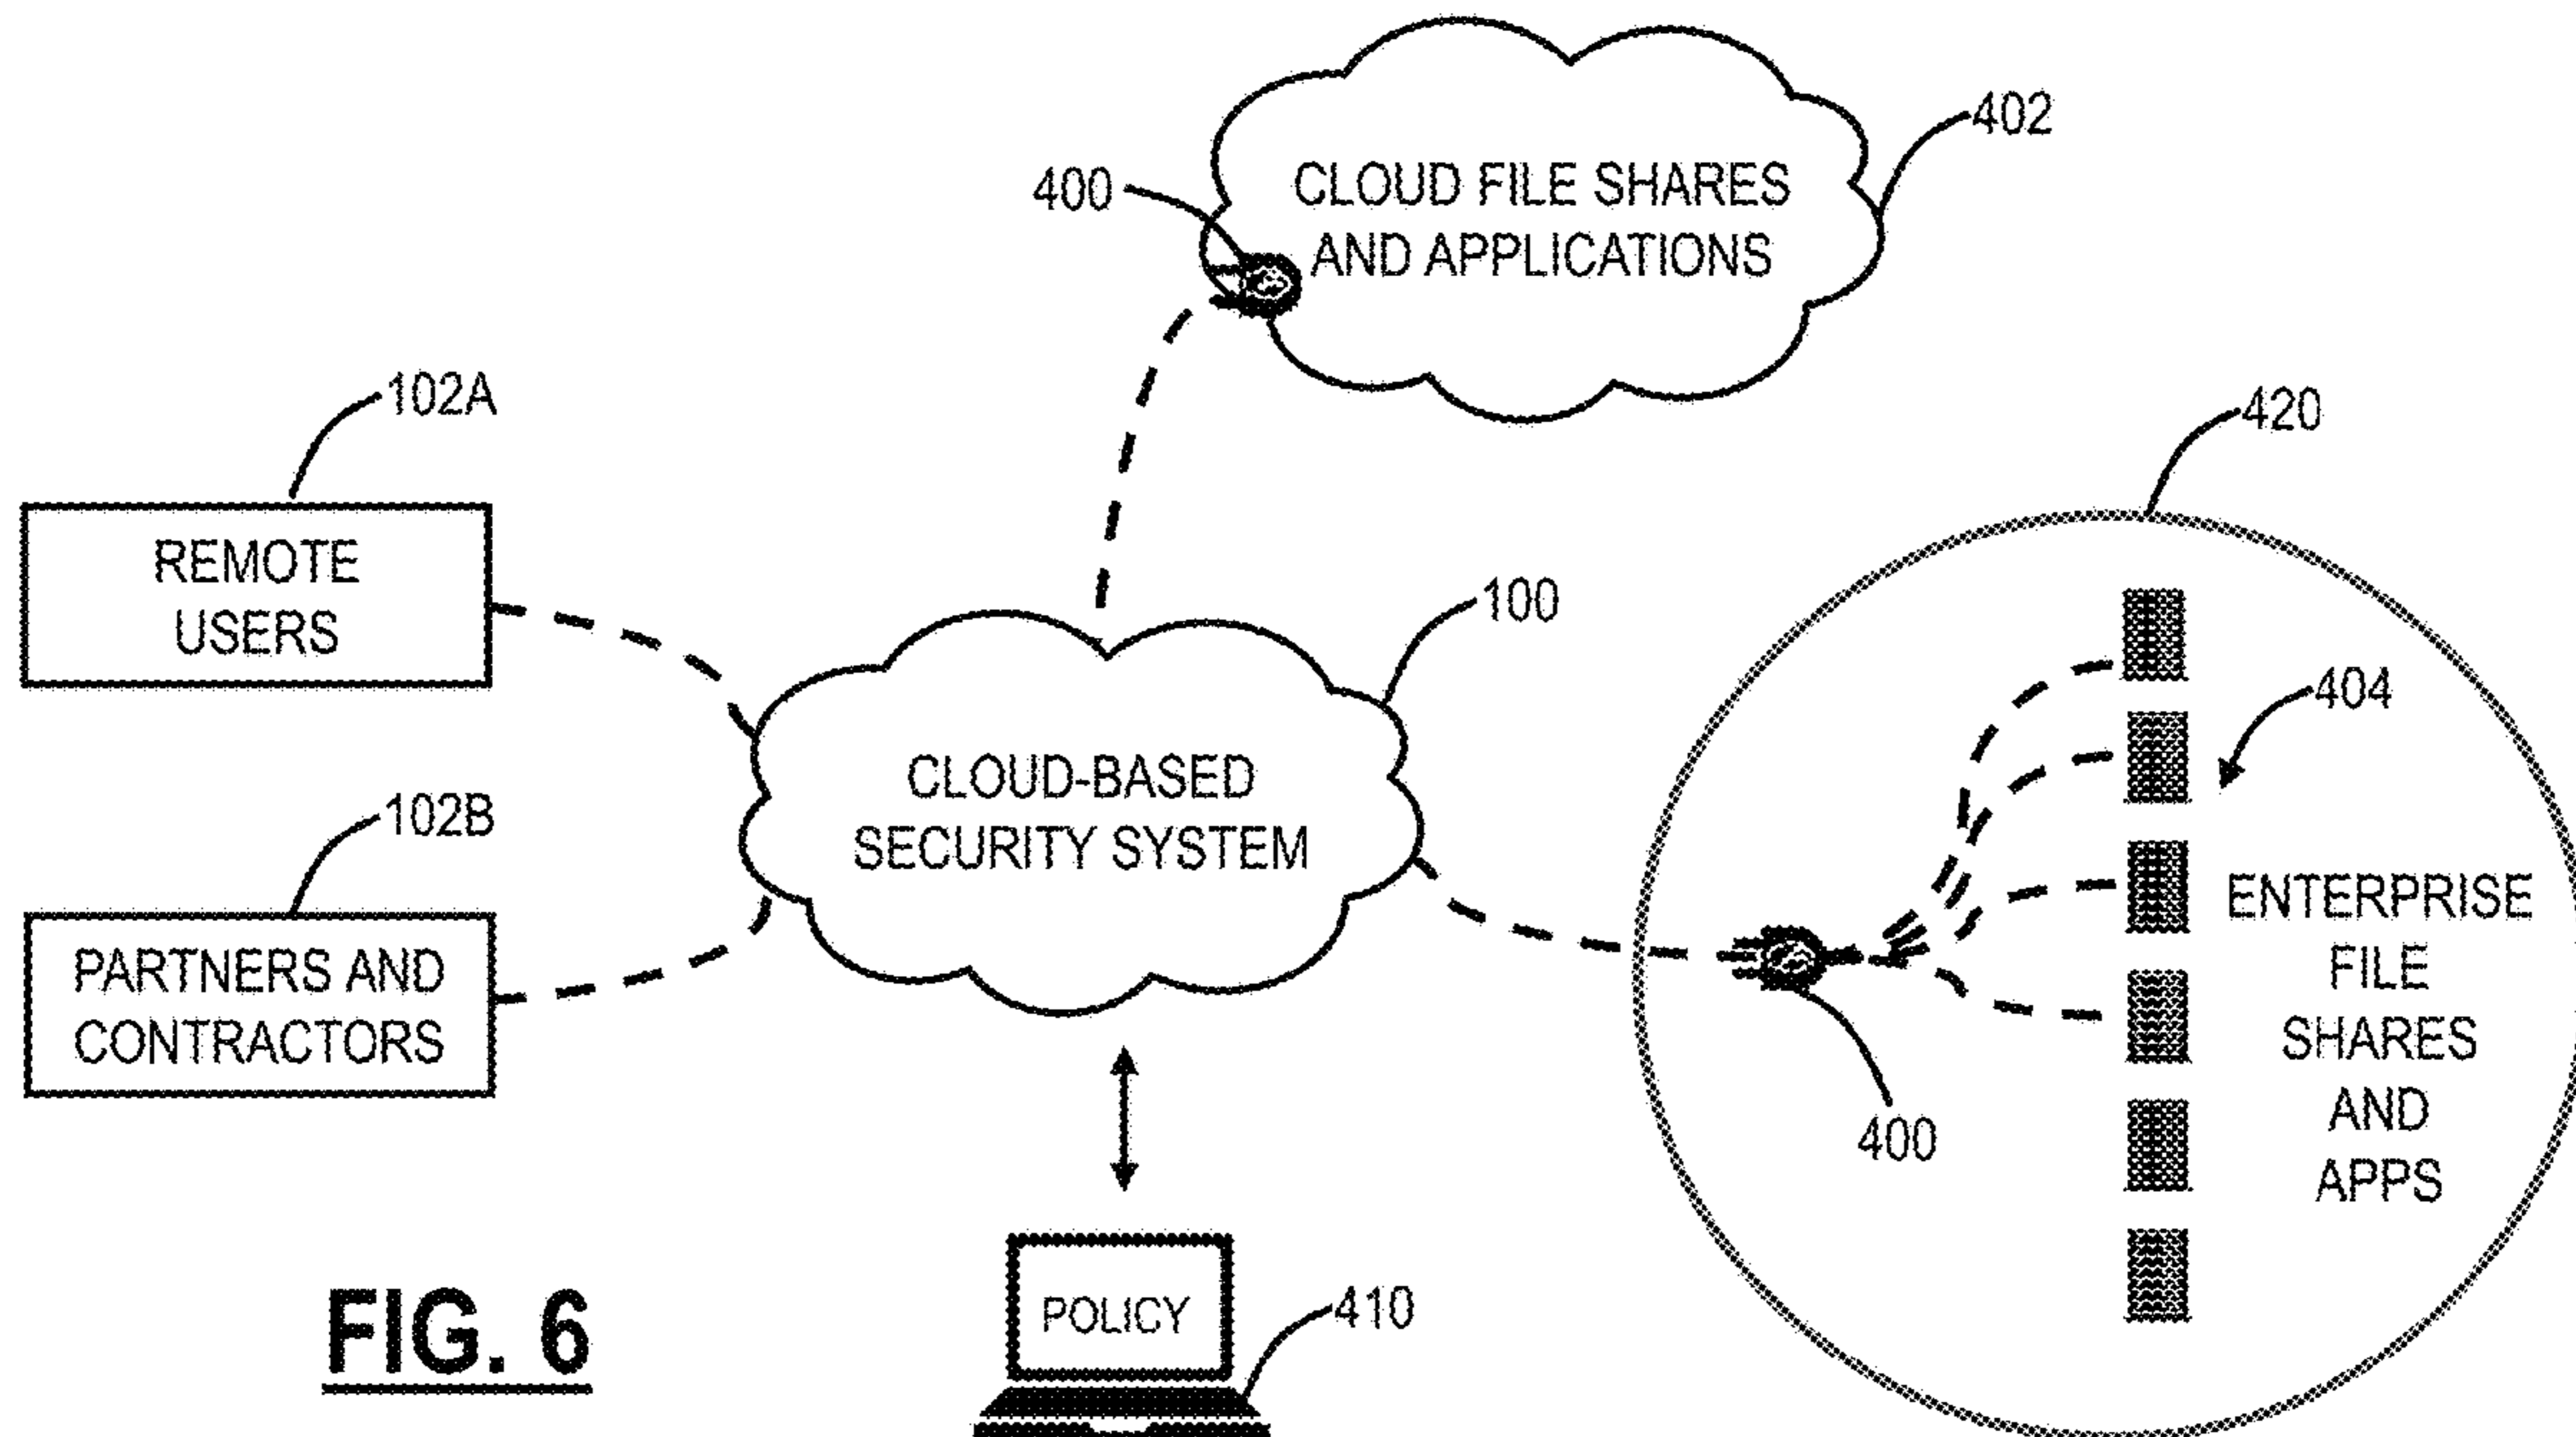 402
400
CLOUD FILE SHARES
AND APPLICATIONS
102A
420
REMOTE
USERS
100
404
CLOUD-BASED
SECURITY SYSTEM
102B
ENTERPRISE
FILE
SHARES
AND
APPS
PARTNERS AND
CONTRACTORS
400
POLICY
410
FIG. 6